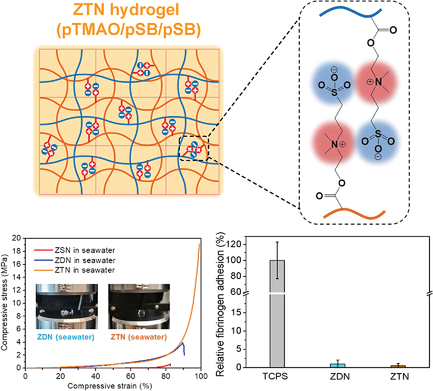 ZTN hydrogel
(pTMAO/pSB/pSB)
O
O
O
S
O
⊖
N
⊕
N
⊕
O
S
O
O
⊖
O
O
Compressive stress (MPa)
20
18
16
14
12
10
8
6
4
2
0
ZSN in seawater
ZDN in seawater
ZTN in seawater
ZDN (seawater)
ZTN (seawater)
0 20 40 60 80 100
Compressive strain (%)
Relative fibrinogen adhesion (%)
120
100
80
60
15
10
5
0
TCPS ZDN ZTN